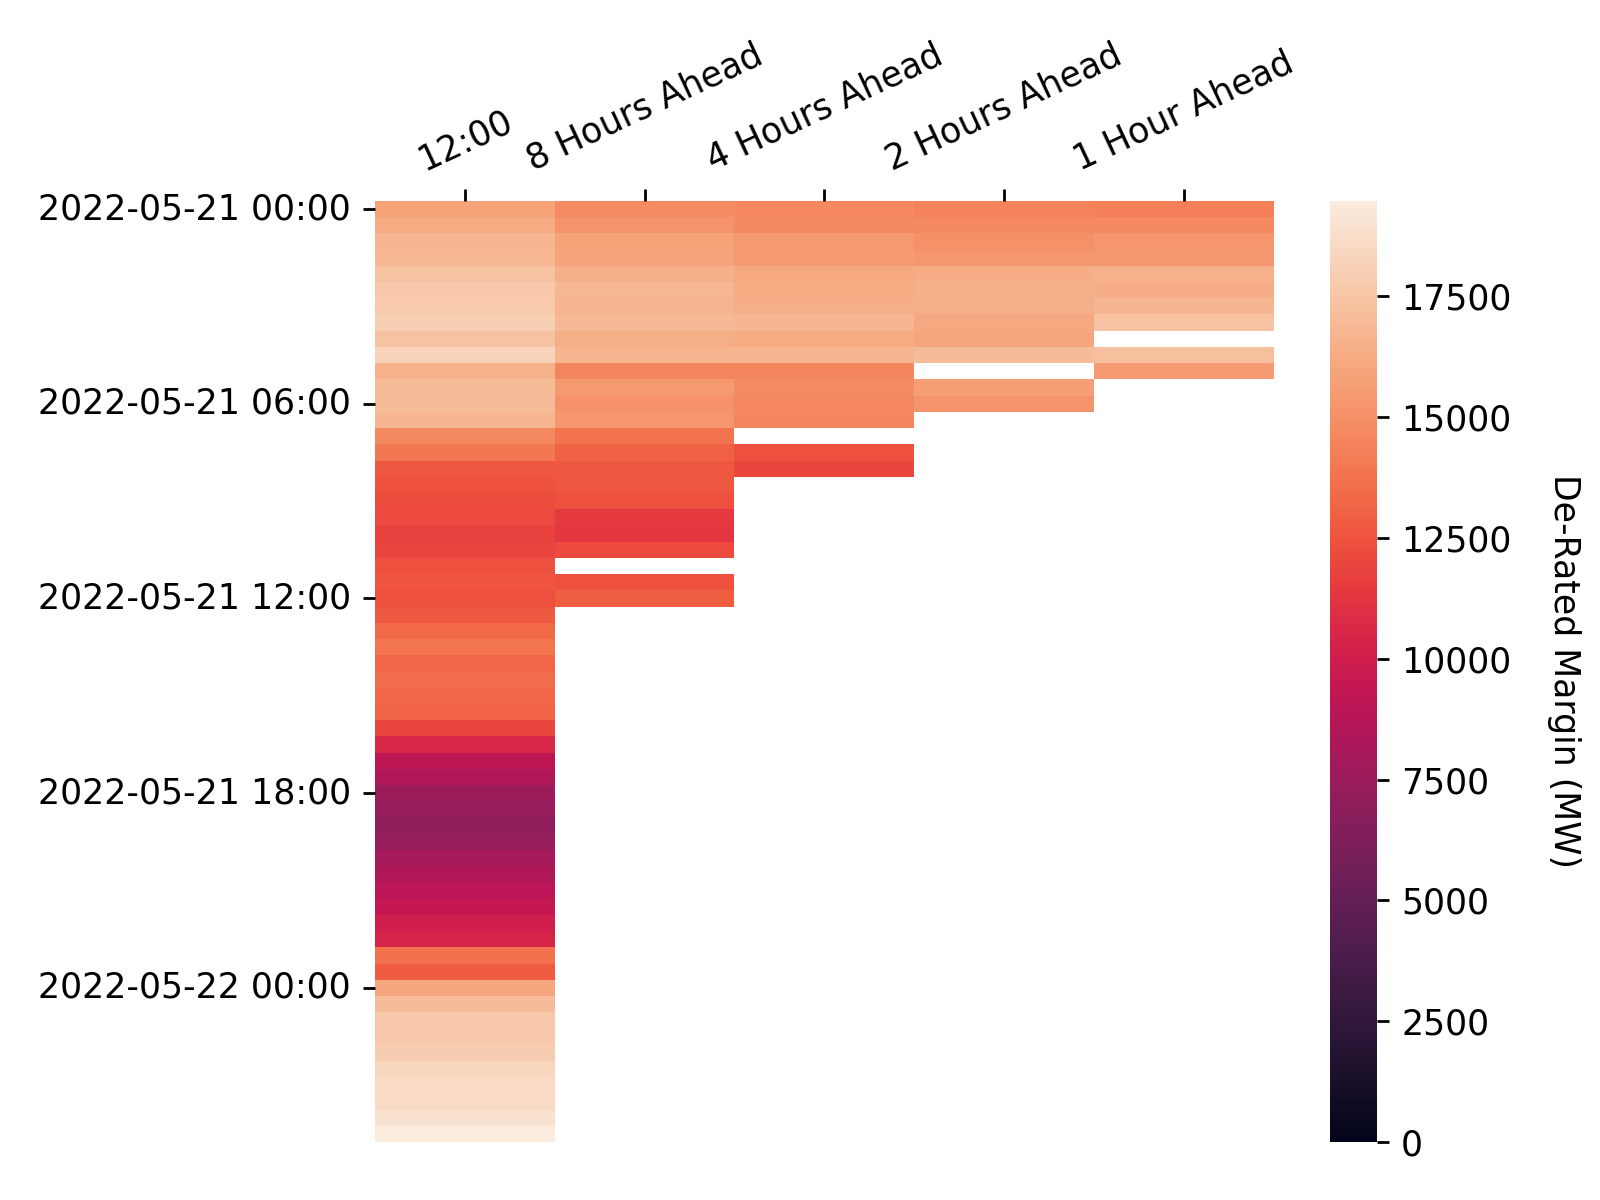 12:00
8 Hours Ahead
4 Hours Ahead
2 Hours Ahead
1 Hour Ahead
2022-05-21 00:00
2022-05-21 06:00
2022-05-21 12:00
2022-05-21 18:00
2022-05-22 00:00
17500
15000
12500
10000
7500
5000
2500
0
De-Rated Margin (MW)